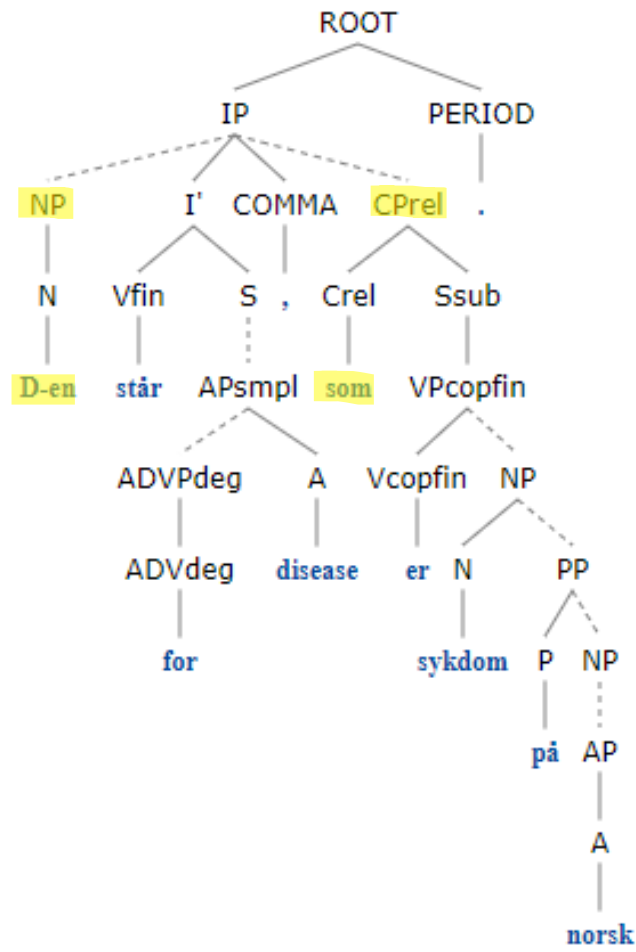 ROOT
IP PERIOD
NP I' COMMA CPrel .
N Vfin S , Crel Ssub
D-en står APsmpl som VPcopfin
ADVPdeg A Vcopfin NP
ADVdeg disease er N PP
for sykdom P NP
på AP
A
norsk